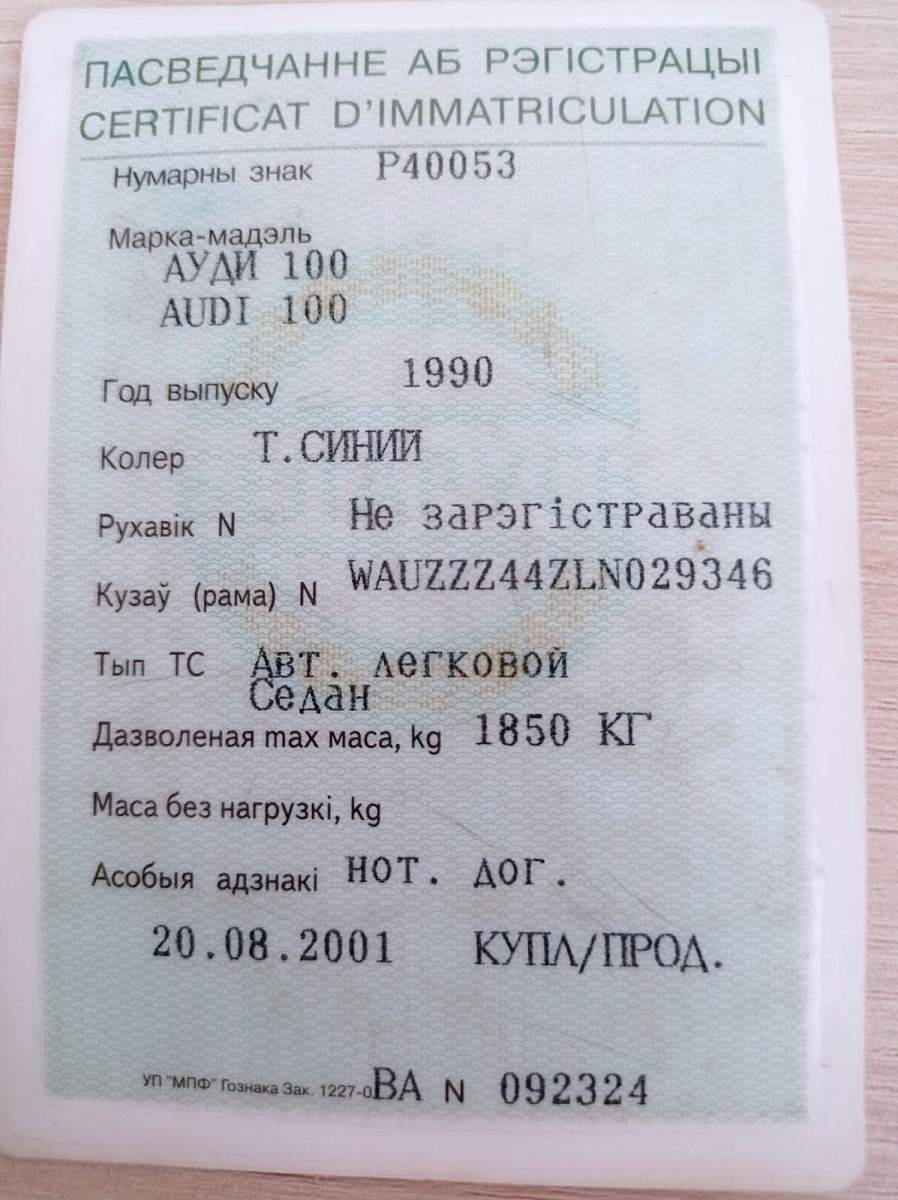 ПАСВЕДЧАННЕ АБ РЭГІСТРАЦЫІ
CERTIFICAT D'IMMATRICULATION
Нумарны знак Р40053
Марка-мадэль
АУДИ 100
AUDI 100
Год выпуску 1990
Колер Т.СИНИЙ
Рухавік N Не зарэгістраваны
Кузаў (рама) N WAUZZZ44ZLN029346
Тып ТС Авт. легковой
Седан
Дазволеная max маса, kg 1850 КГ
Маса без нагрузкі, kg
Асобыя адзнакі НОТ. ДОГ.
20.08.2001 КУПЛ/ПРОД.
УП "МПФ" Гознака Зак. 1227-0 ВА N 092324